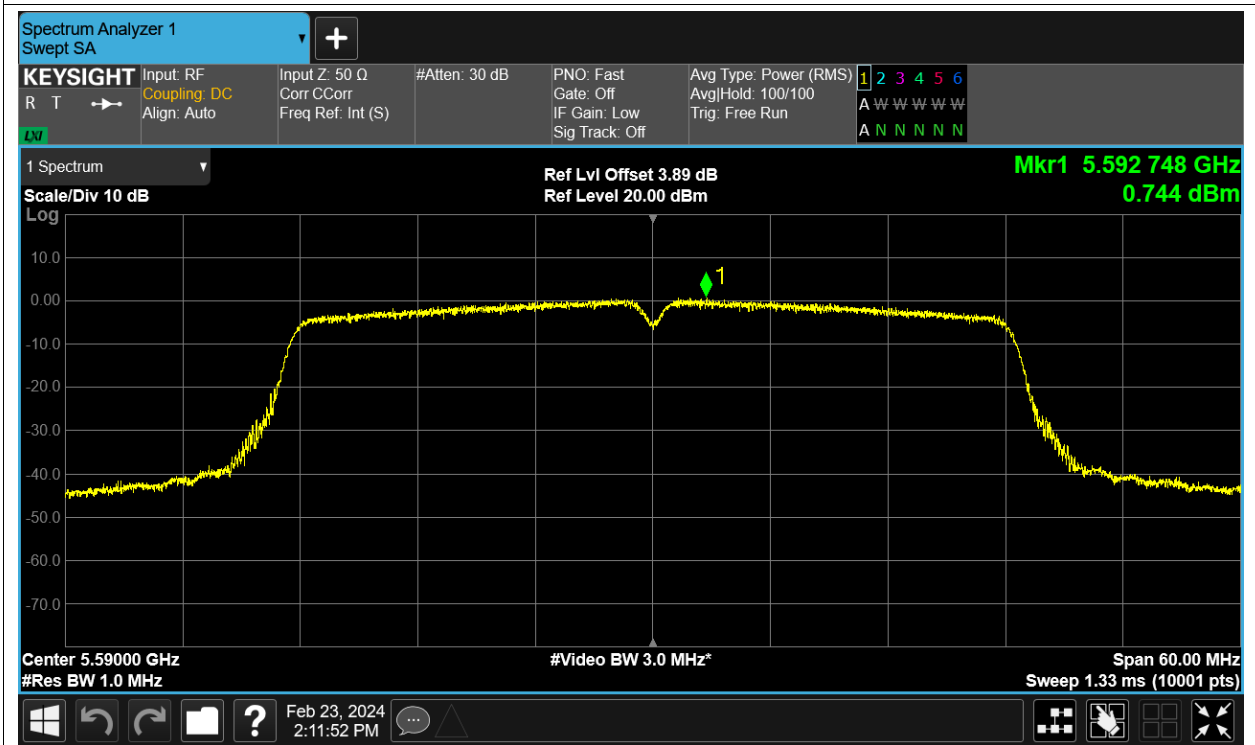 Spectrum Analyzer 1
Swept SA
KEYSIGHT
R T
LXI
Input: RF
Coupling: DC
Align: Auto
Input Z: 50 Ω
Corr CCorr
Freq Ref: Int (S)
#Atten: 30 dB
PNO: Fast
Gate: Off
IF Gain: Low
Sig Track: Off
Avg Type: Power (RMS)
Avg|Hold: 100/100
Trig: Free Run
1 2 3 4 5 6
A W W W W W
A N N N N N
1 Spectrum
Scale/Div 10 dB
Log
Ref Lvl Offset 3.89 dB
Ref Level 20.00 dBm
Mkr1 5.592 748 GHz
0.744 dBm
10.0
1
0.00
-10.0
-20.0
-30.0
-40.0
-50.0
-60.0
-70.0
Center 5.59000 GHz
#Res BW 1.0 MHz
#Video BW 3.0 MHz*
Span 60.00 MHz
Sweep 1.33 ms (10001 pts)
?
Feb 23, 2024
2:11:52 PM